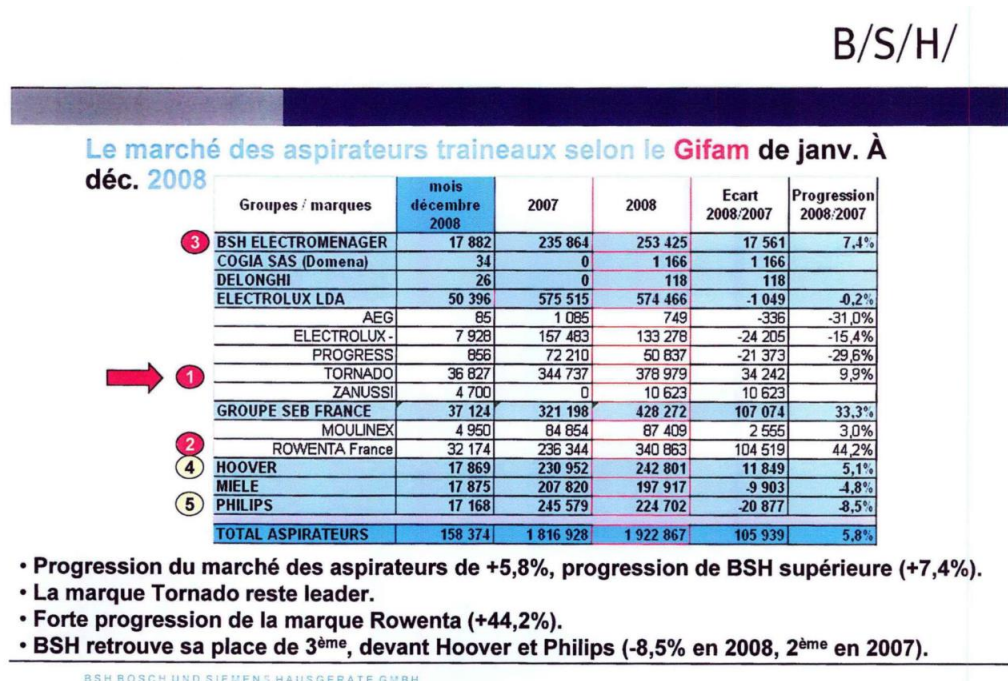 B/S/H/
Le marché des aspirateurs traineaux selon le Gifam de janv. À
déc. 2008
Groupes / marques mois décembre 2008 2007 2008 Ecart 2008/2007 Progression 2008/2007
3 BSH ELECTROMENAGER 17 882 235 864 253 425 17 561 7,4%
COGIA SAS (Domena) 34 0 1 166 1 166
DELONGHI 26 0 118 118
ELECTROLUX LDA 50 396 575 515 574 466 -1 049 -0,2%
AEG 85 1 085 749 -336 -31,0%
ELECTROLUX - 7 928 157 483 133 278 -24 205 -15,4%
PROGRESS 856 72 210 50 837 -21 373 -29,6%
1 TORNADO 36 827 344 737 378 979 34 242 9,9%
ZANUSSI 4 700 0 10 623 10 623
GROUPE SEB FRANCE 37 124 321 198 428 272 107 074 33,3%
MOULINEX 4 950 84 854 87 409 2 555 3,0%
2 ROWENTA France 32 174 236 344 340 863 104 519 44,2%
4 HOOVER 17 869 230 952 242 801 11 849 5,1%
MIELE 17 875 207 820 197 917 -9 903 -4,8%
5 PHILIPS 17 168 245 579 224 702 -20 877 -8,5%
TOTAL ASPIRATEURS 158 374 1 816 928 1 922 867 105 939 5,8%
• Progression du marché des aspirateurs de +5,8%, progression de BSH supérieure (+7,4%).
• La marque Tornado reste leader.
• Forte progression de la marque Rowenta (+44,2%).
• BSH retrouve sa place de 3ème, devant Hoover et Philips (-8,5% en 2008, 2ème en 2007).
BSH BOSCH UND SIEMENS HAUSGERÄTE GMBH